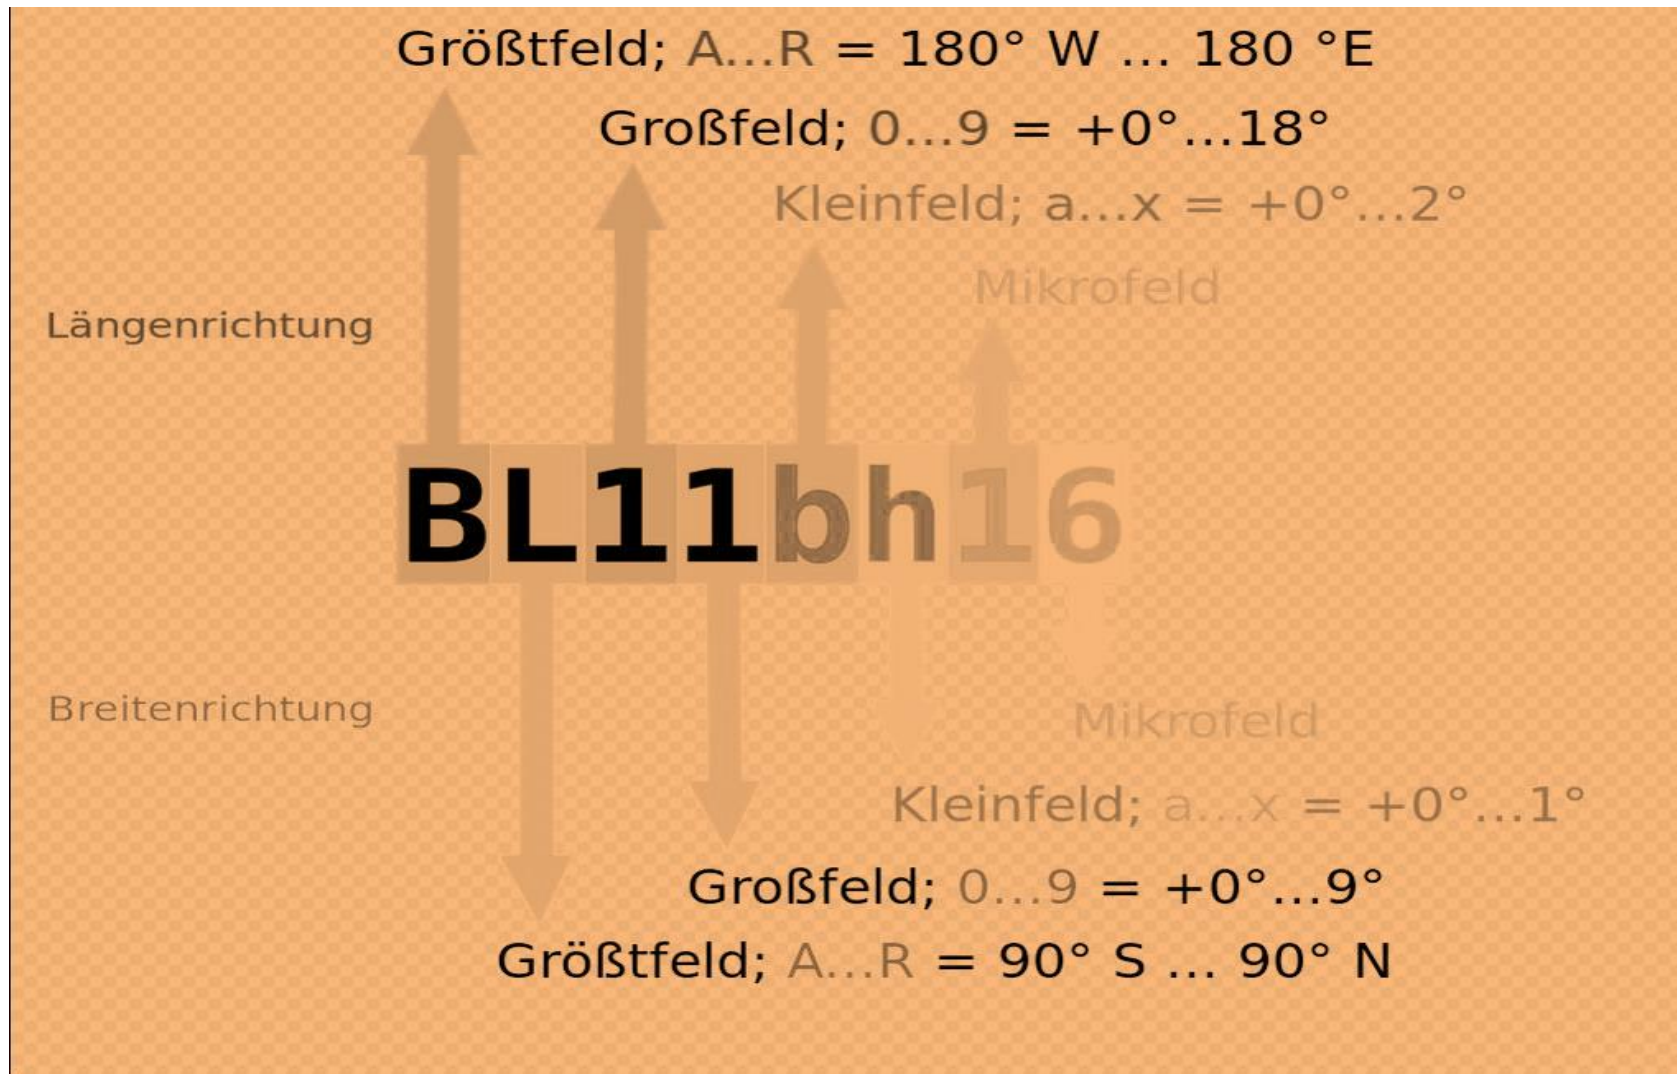 Größtfeld; A...R = 180° W ... 180 °E
Großfeld; 0...9 = +0°...18°
Kleinfeld; a...x = +0°...2°
Mikrofeld
Längenrichtung
BL11bh16
Breitenrichtung
Mikrofeld
Kleinfeld; a...x = +0°...1°
Großfeld; 0...9 = +0°...9°
Größtfeld; A...R = 90° S ... 90° N